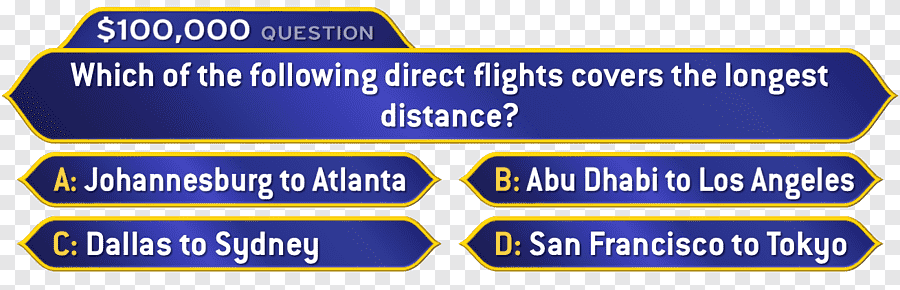 $100,000 QUESTION
Which of the following direct flights covers the longest
distance?
A: Johannesburg to Atlanta
B: Abu Dhabi to Los Angeles
C: Dallas to Sydney
D: San Francisco to Tokyo